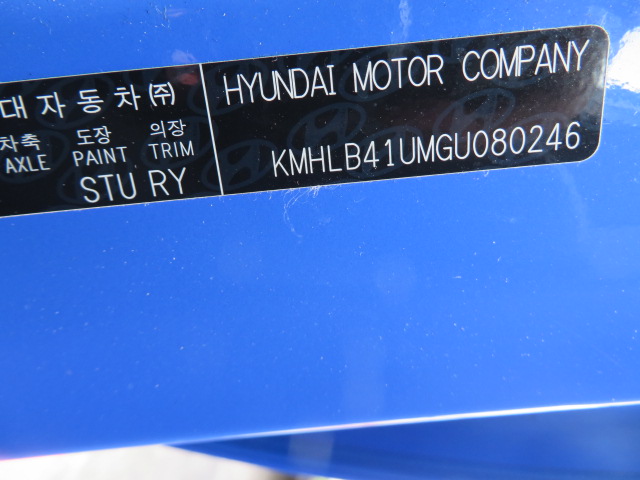 대자동차㈜
차축 도장 의장
AXLE PAINT TRIM
STU RY
HYUNDAI MOTOR COMPANY
KMHLB41UMGU080246